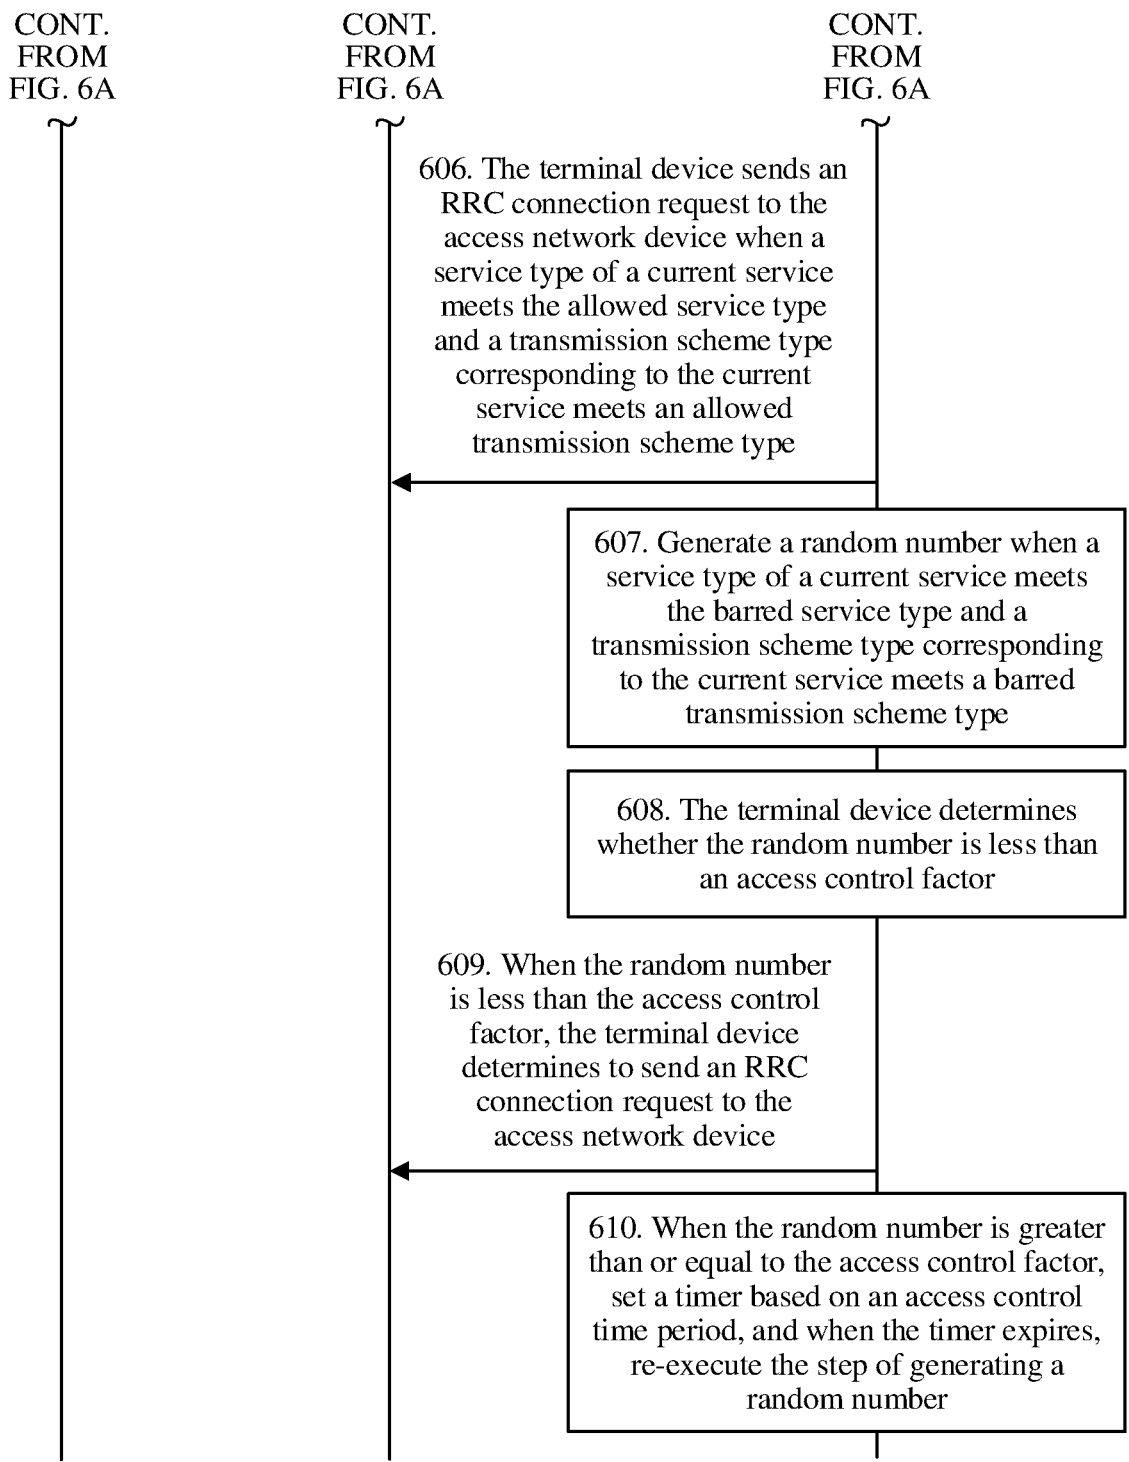 CONT.
FROM
FIG. 6A
CONT.
FROM
FIG. 6A
CONT.
FROM
FIG. 6A
606. The terminal device sends an
RRC connection request to the
access network device when a
service type of a current service
meets the allowed service type
and a transmission scheme type
corresponding to the current
service meets an allowed
transmission scheme type
607. Generate a random number when a
service type of a current service meets
the barred service type and a
transmission scheme type corresponding
to the current service meets a barred
transmission scheme type
608. The terminal device determines
whether the random number is less than
an access control factor
609. When the random number
is less than the access control
factor, the terminal device
determines to send an RRC
connection request to the
access network device
610. When the random number is greater
than or equal to the access control factor,
set a timer based on an access control
time period, and when the timer expires,
re-execute the step of generating a
random number